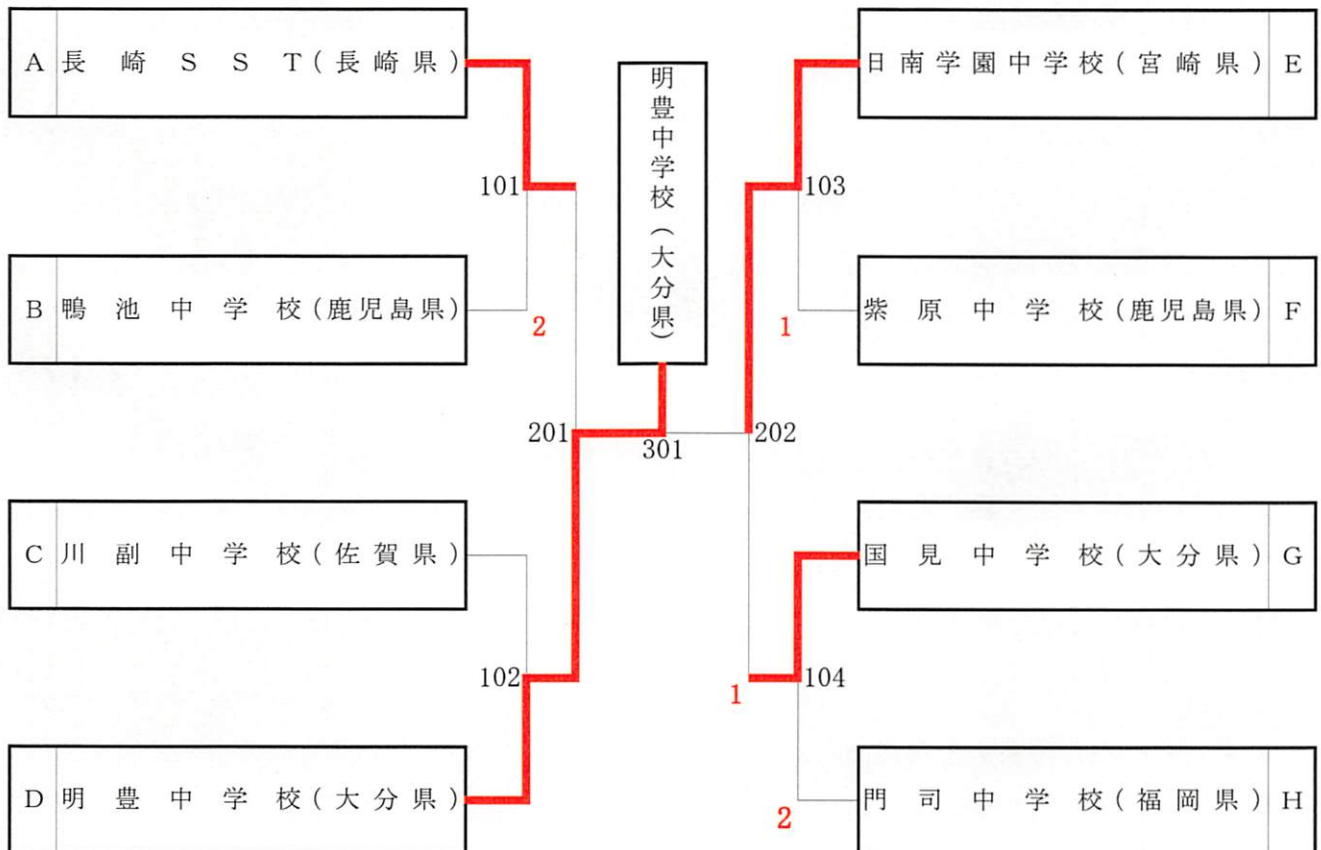 A 長崎SST(長崎県)
B 鴨池中学校(鹿児島県)
C 川副中学校(佐賀県)
D 明豊中学校(大分県)
101
2
102
201
明豊中学校(大分県)
301
202
103
1
1
104
2
日南学園中学校(宮崎県) E
紫原中学校(鹿児島県) F
国見中学校(大分県) G
門司中学校(福岡県) H